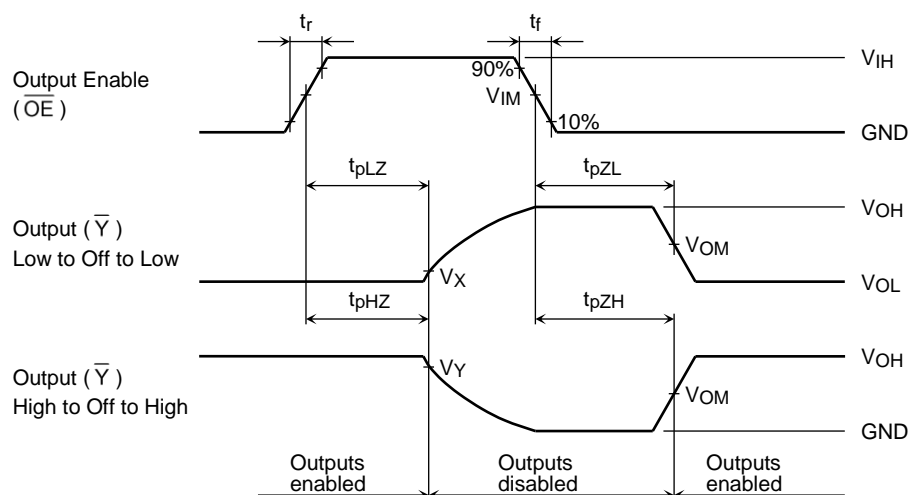 tr
tf
90%
VIH
Output Enable
VIM
(OE̅)
10%
GND
tpLZ
tpZL
VOH
Output (Y̅)
VOM
Low to Off to Low
VX
VOL
tpHZ
tpZH
VOH
VY
Output (Y̅)
VOM
High to Off to High
GND
Outputs enabled
Outputs disabled
Outputs enabled